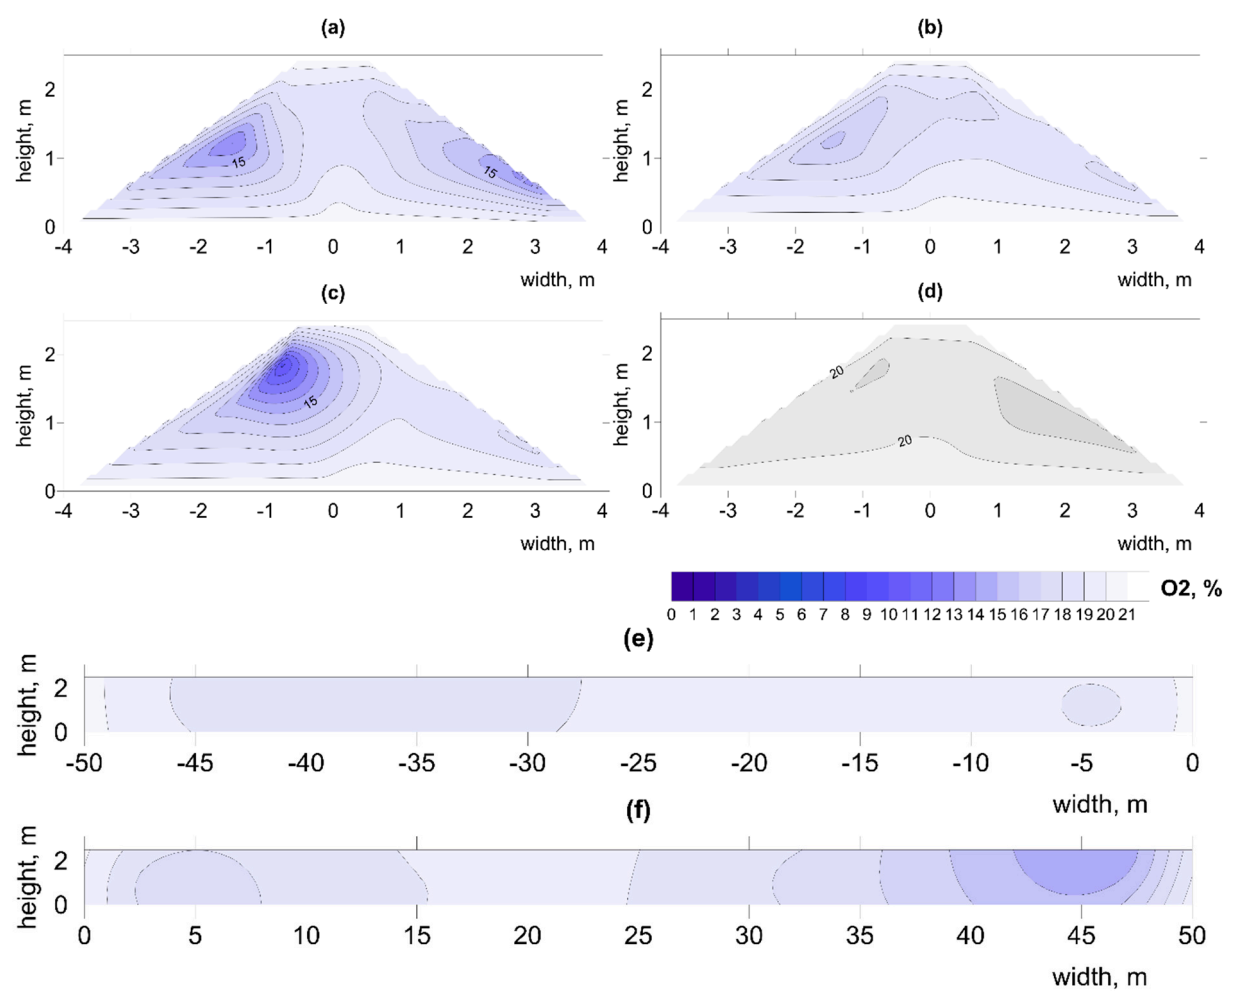 (a) (b)
height, m
2
1
0
-4 -3 -2 -1 0 1 2 3 4
width, m
15
15
height, m
2
1
0
-4 -3 -2 -1 0 1 2 3 4
width, m
(c) (d)
height, m
2
1
0
-4 -3 -2 -1 0 1 2 3 4
width, m
15
height, m
2
1
0
-4 -3 -2 -1 0 1 2 3 4
width, m
20
20
0 1 2 3 4 5 6 7 8 9 10 11 12 13 14 15 16 17 18 19 20 21
O2, %
(e)
height, m
2
0
-50 -45 -40 -35 -30 -25 -20 -15 -10 -5 0
width, m
(f)
height, m
2
0
0 5 10 15 20 25 30 35 40 45 50
width, m